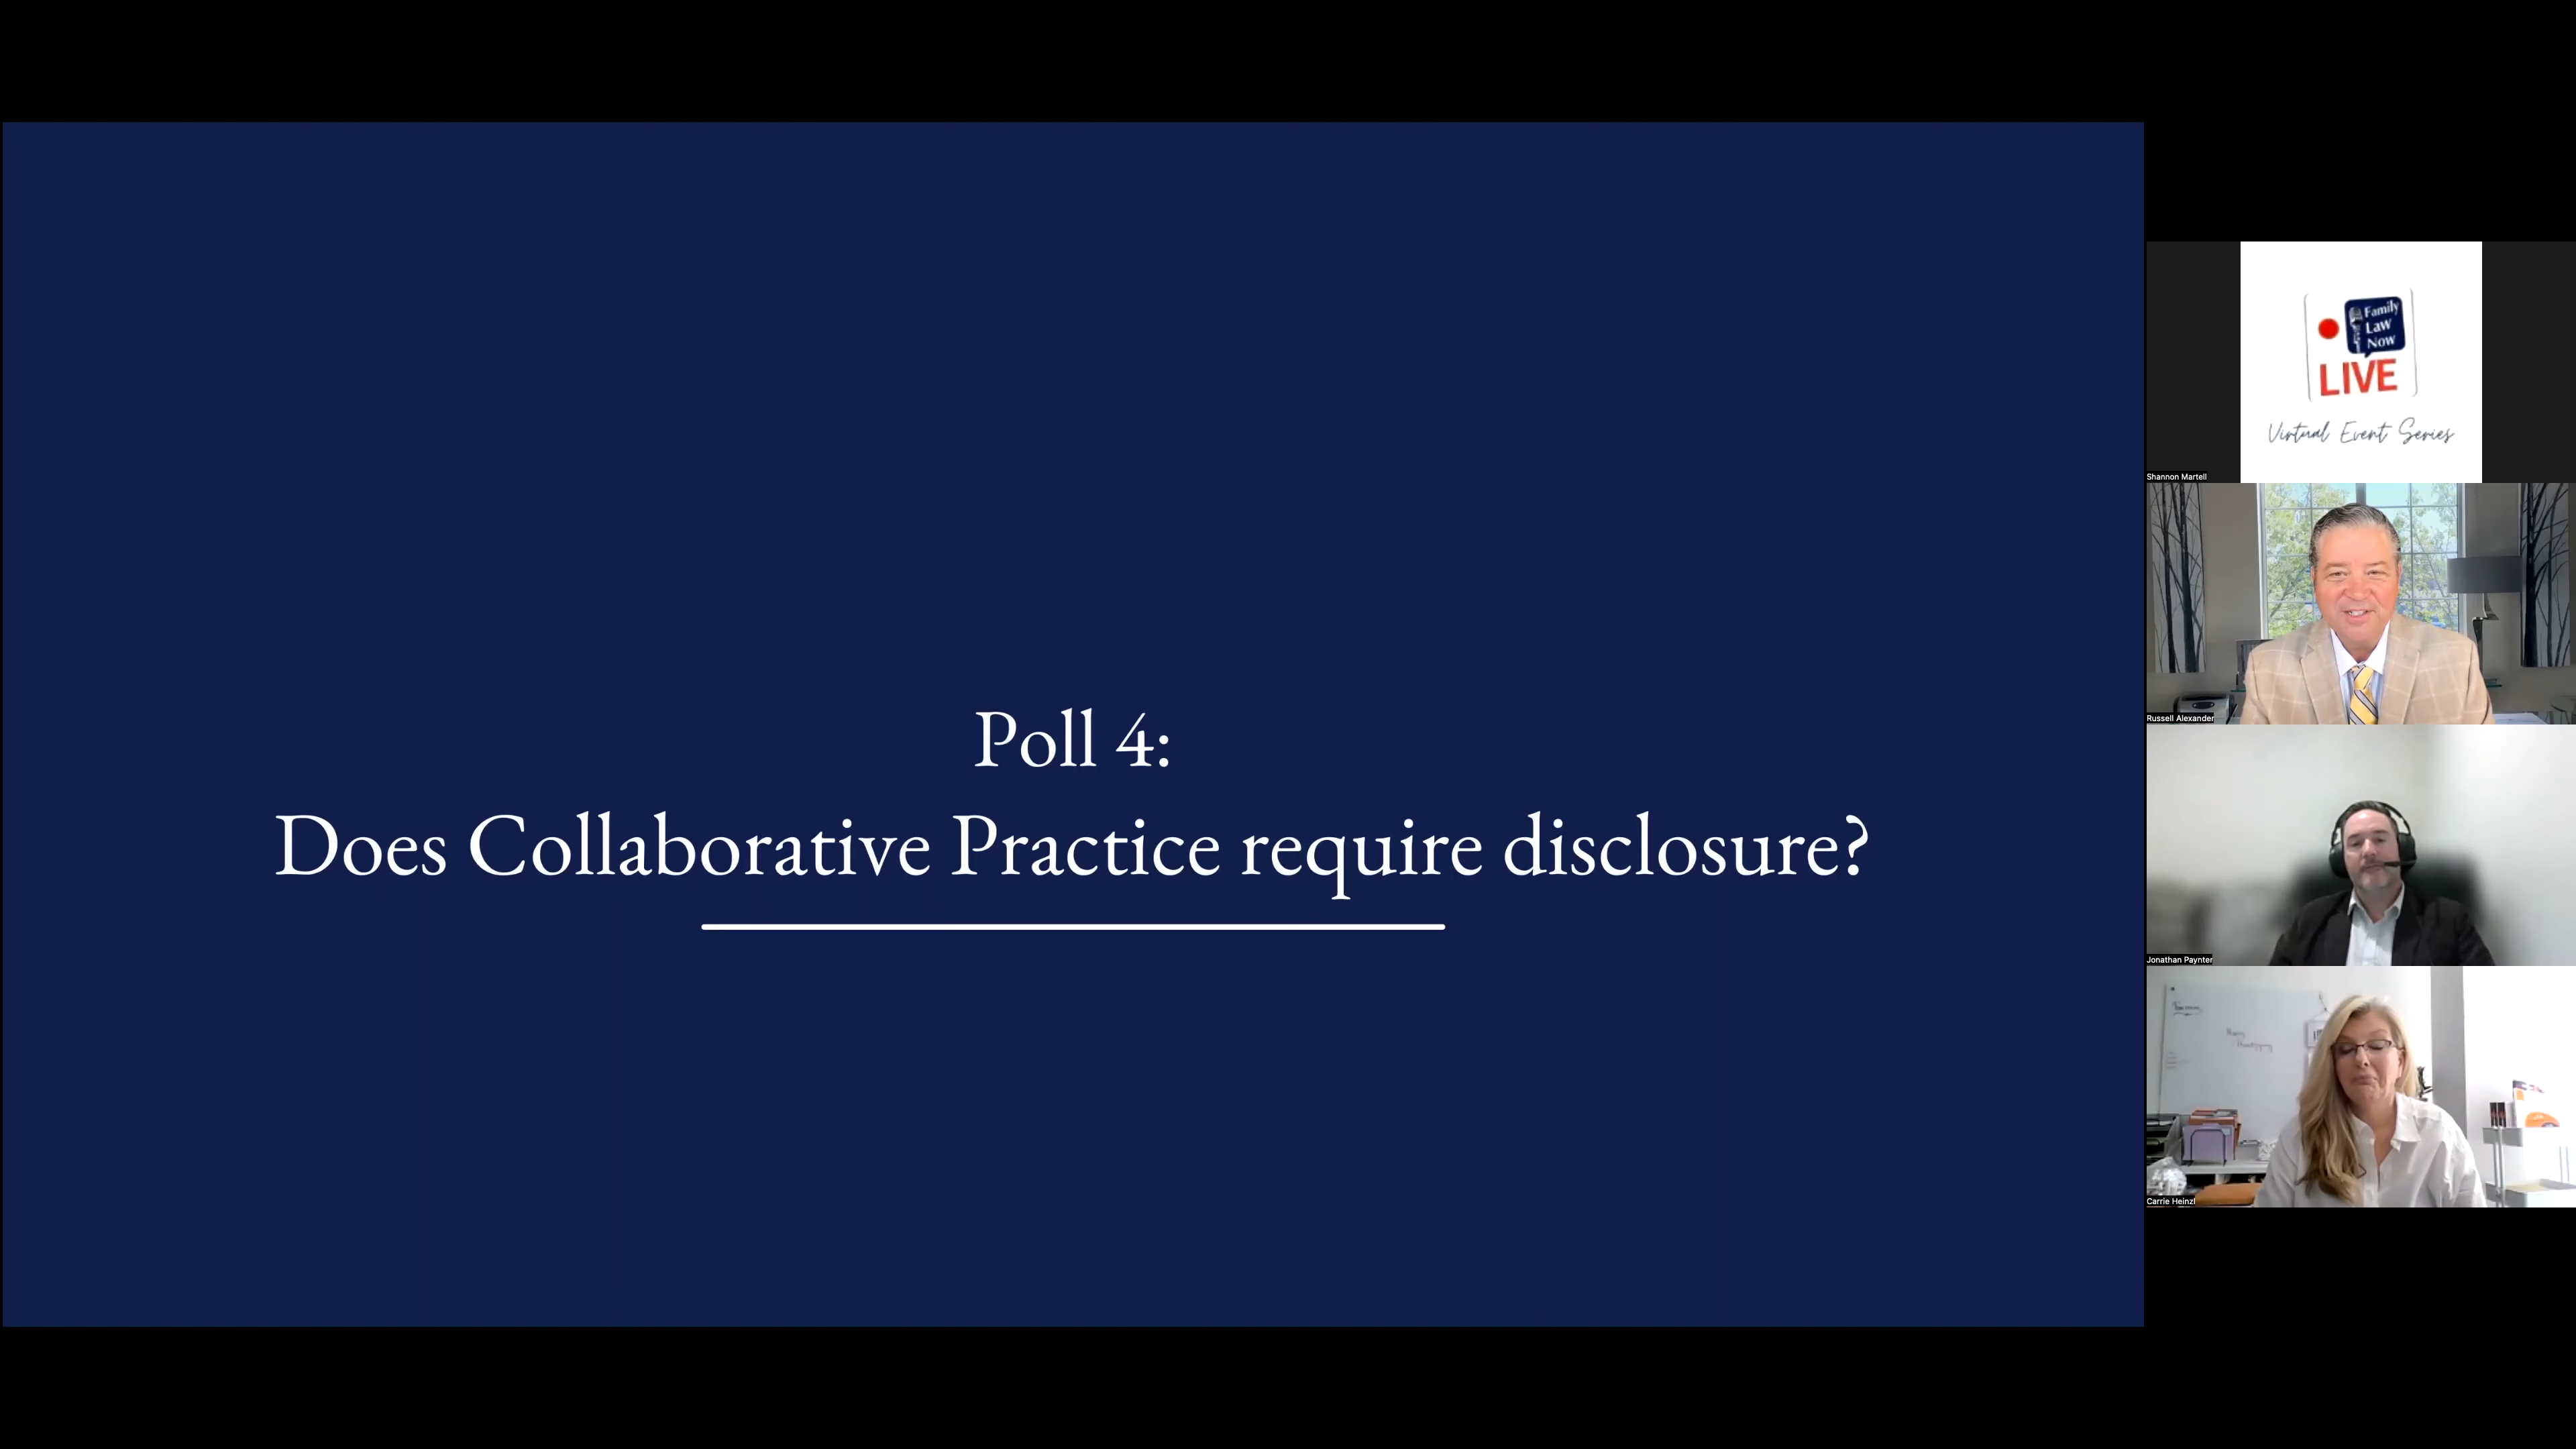 Poll 4:
Does Collaborative Practice require disclosure?
Family
Law
Now
LIVE
Virtual Event Series
Shannon Martell
Russell Alexander
Jonathan Paynter
Carrie Heinzl